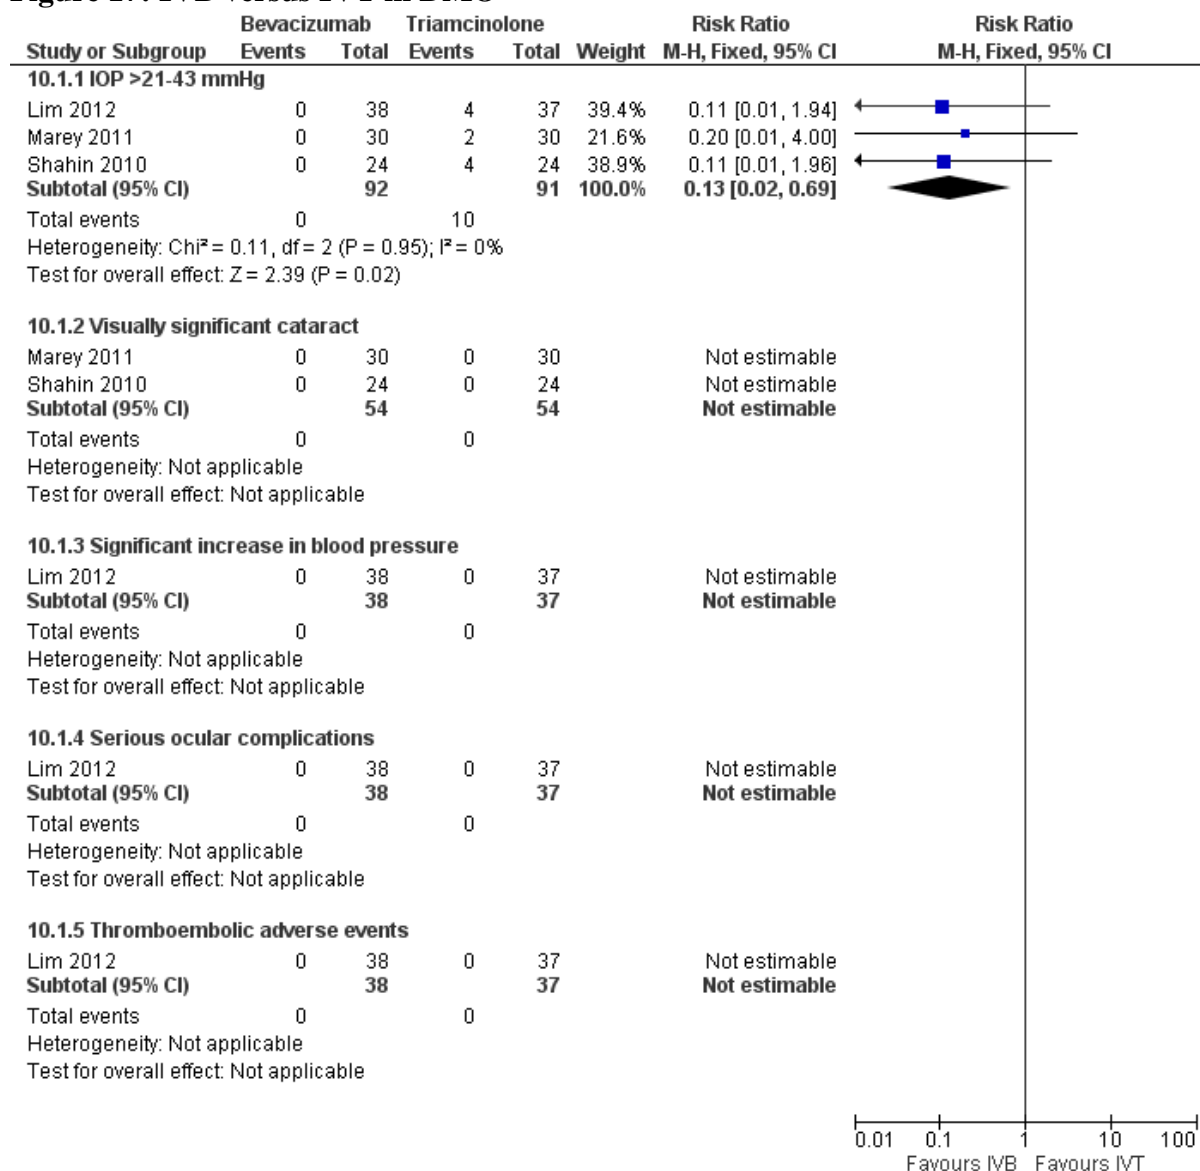 Bevacizumab Triamcinolone Risk Ratio Risk Ratio
Study or Subgroup Events Total Events Total Weight M-H, Fixed, 95% CI M-H, Fixed, 95% CI
10.1.1 IOP >21-43 mmHg
Lim 2012 0 38 4 37 39.4% 0.11 [0.01, 1.94]
Marey 2011 0 30 2 30 21.6% 0.20 [0.01, 4.00]
Shahin 2010 0 24 4 24 38.9% 0.11 [0.01, 1.96]
Subtotal (95% CI) 92 91 100.0% 0.13 [0.02, 0.69]
Total events 0 10
Heterogeneity: Chi² = 0.11, df = 2 (P = 0.95); I² = 0%
Test for overall effect: Z = 2.39 (P = 0.02)
10.1.2 Visually significant cataract
Marey 2011 0 30 0 30 Not estimable
Shahin 2010 0 24 0 24 Not estimable
Subtotal (95% CI) 54 54 Not estimable
Total events 0 0
Heterogeneity: Not applicable
Test for overall effect: Not applicable
10.1.3 Significant increase in blood pressure
Lim 2012 0 38 0 37 Not estimable
Subtotal (95% CI) 38 37 Not estimable
Total events 0 0
Heterogeneity: Not applicable
Test for overall effect: Not applicable
10.1.4 Serious ocular complications
Lim 2012 0 38 0 37 Not estimable
Subtotal (95% CI) 38 37 Not estimable
Total events 0 0
Heterogeneity: Not applicable
Test for overall effect: Not applicable
10.1.5 Thromboembolic adverse events
Lim 2012 0 38 0 37 Not estimable
Subtotal (95% CI) 38 37 Not estimable
Total events 0 0
Heterogeneity: Not applicable
Test for overall effect: Not applicable
0.01 0.1 1 10 100
Favours IVB Favours IVT